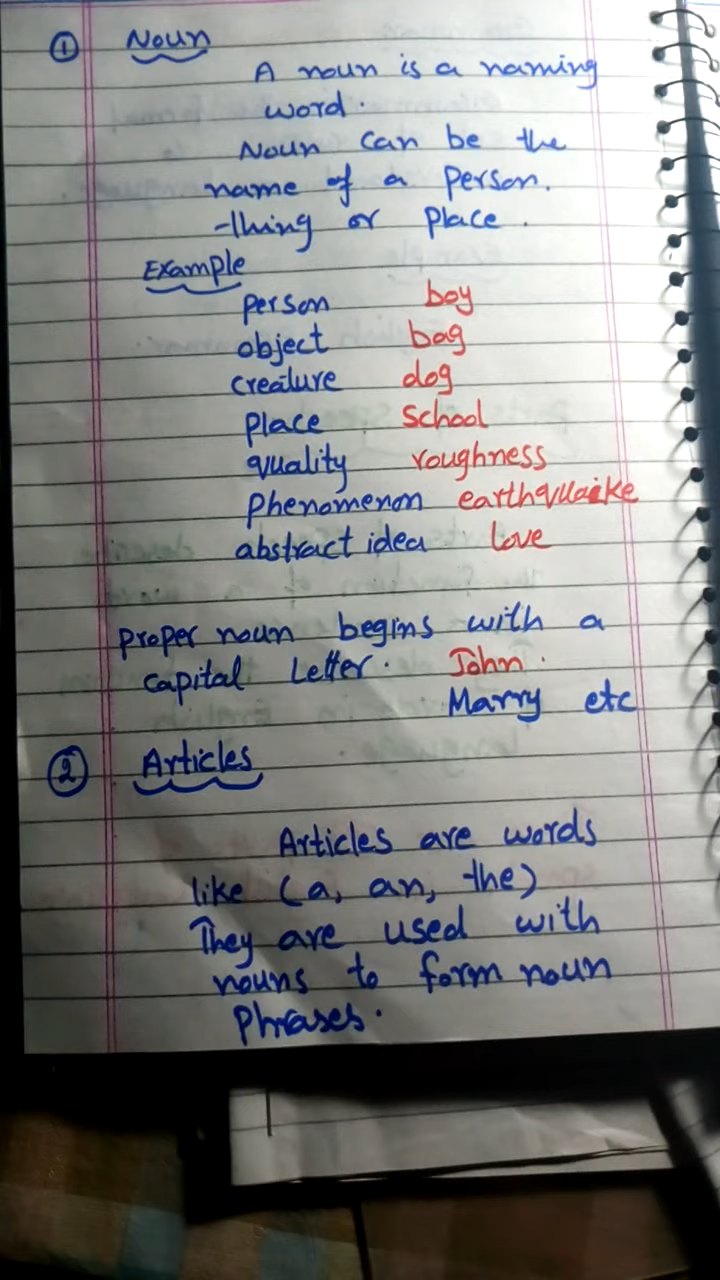 ① Noun
A noun is a naming
word.
Noun can be the
name of a person.
thing or place.
Example
person boy
object bag
creature dog
place school
quality roughness
Phenomenon earthquake
abstract idea love
proper noun begins with a
capital Letter. John.
Marry etc
② Articles
Articles are words
like (a, an, the)
They are used with
nouns to form noun
phrases.